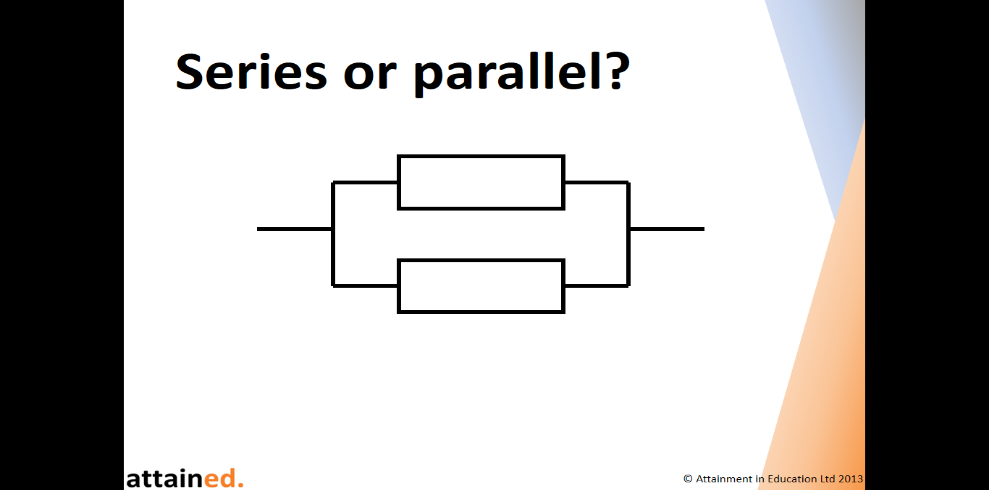 Series or parallel?
attained.
© Attainment in Education Ltd 2013